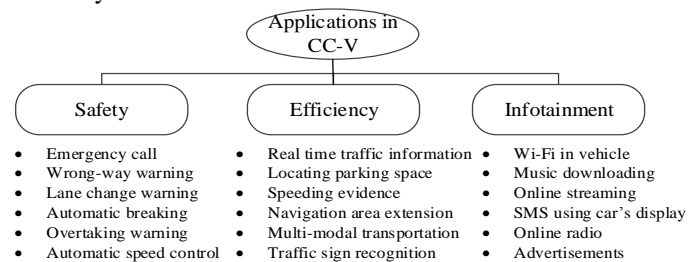 Applications in
CC-V
Safety
Efficiency
Infotainment
• Emergency call
• Wrong-way warning
• Lane change warning
• Automatic breaking
• Overtaking warning
• Automatic speed control
• Real time traffic information
• Locating parking space
• Speeding evidence
• Navigation area extension
• Multi-modal transportation
• Traffic sign recognition
• Wi-Fi in vehicle
• Music downloading
• Online streaming
• SMS using car's display
• Online radio
• Advertisements